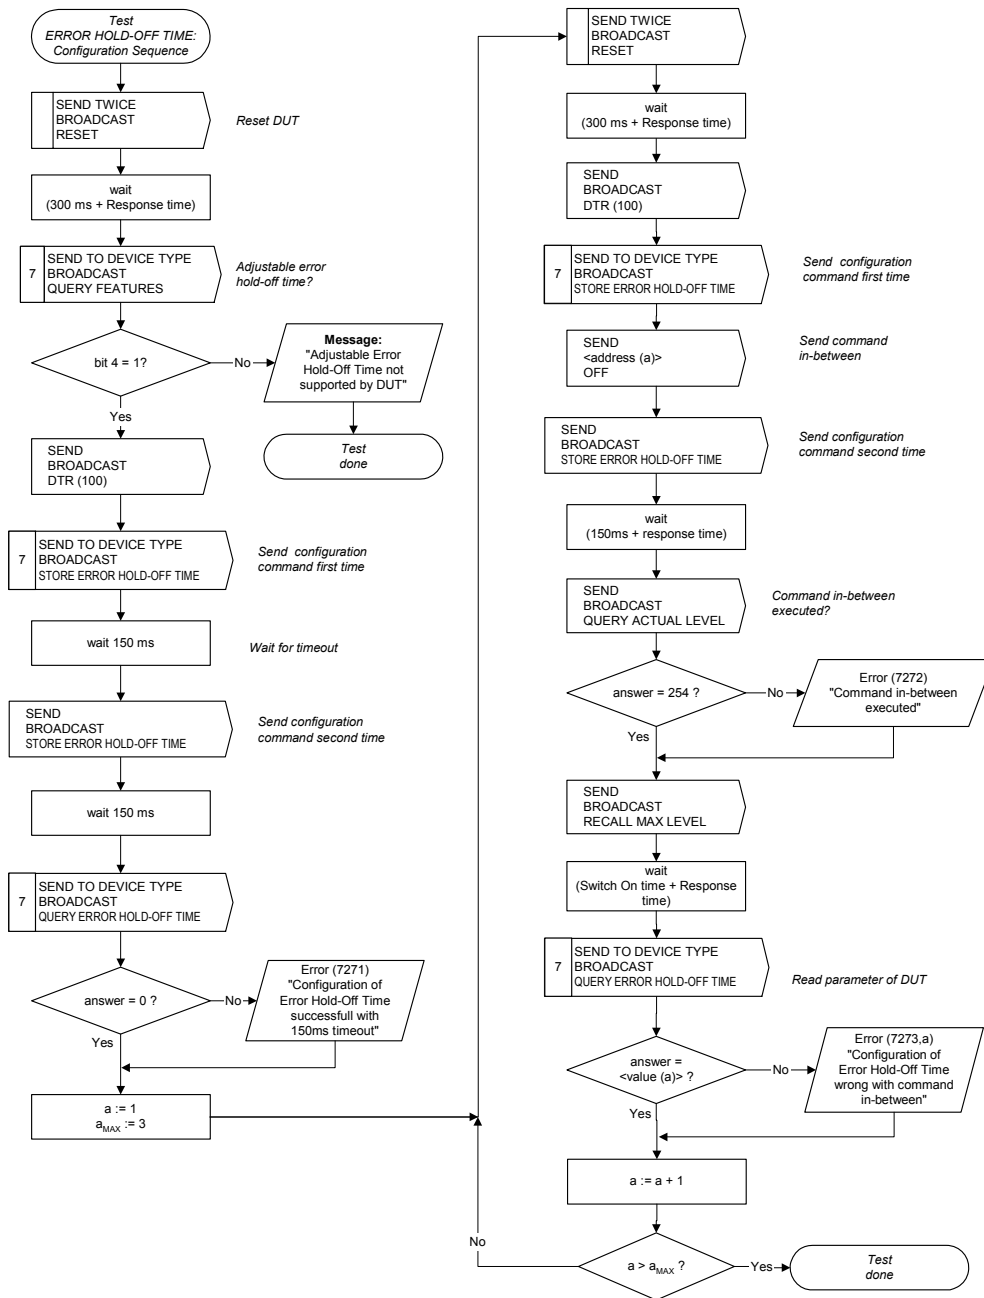 Test
ERROR HOLD-OFF TIME:
Configuration Sequence
SEND TWICE
BROADCAST
RESET
Reset DUT
wait
(300 ms + Response time)
7
SEND TO DEVICE TYPE
BROADCAST
QUERY FEATURES
Adjustable error
hold-off time?
bit 4 = 1?
No
Message:
"Adjustable Error
Hold-Off Time not
supported by DUT"
Yes
Test
done
SEND
BROADCAST
DTR (100)
7
SEND TO DEVICE TYPE
BROADCAST
STORE ERROR HOLD-OFF TIME
Send configuration
command first time
wait 150 ms
Wait for timeout
SEND
BROADCAST
STORE ERROR HOLD-OFF TIME
Send configuration
command second time
wait 150 ms
7
SEND TO DEVICE TYPE
BROADCAST
QUERY ERROR HOLD-OFF TIME
answer = 0 ?
No
Error (7271)
"Configuration of
Error Hold-Off Time
successfull with
150ms timeout"
Yes
a := 1
aMAX := 3
SEND TWICE
BROADCAST
RESET
wait
(300 ms + Response time)
SEND
BROADCAST
DTR (100)
7
SEND TO DEVICE TYPE
BROADCAST
STORE ERROR HOLD-OFF TIME
Send configuration
command first time
SEND
<address (a)>
OFF
Send command
in-between
SEND
BROADCAST
STORE ERROR HOLD-OFF TIME
Send configuration
command second time
wait
(150ms + response time)
SEND
BROADCAST
QUERY ACTUAL LEVEL
Command in-between
executed?
answer = 254 ?
No
Error (7272)
"Command in-between
executed"
Yes
SEND
BROADCAST
RECALL MAX LEVEL
wait
(Switch On time + Response
time)
7
SEND TO DEVICE TYPE
BROADCAST
QUERY ERROR HOLD-OFF TIME
Read parameter of DUT
answer =
<value (a)> ?
No
Error (7273,a)
"Configuration of
Error Hold-Off Time
wrong with command
in-between"
Yes
a := a + 1
No
a > aMAX ?
Yes
Test
done